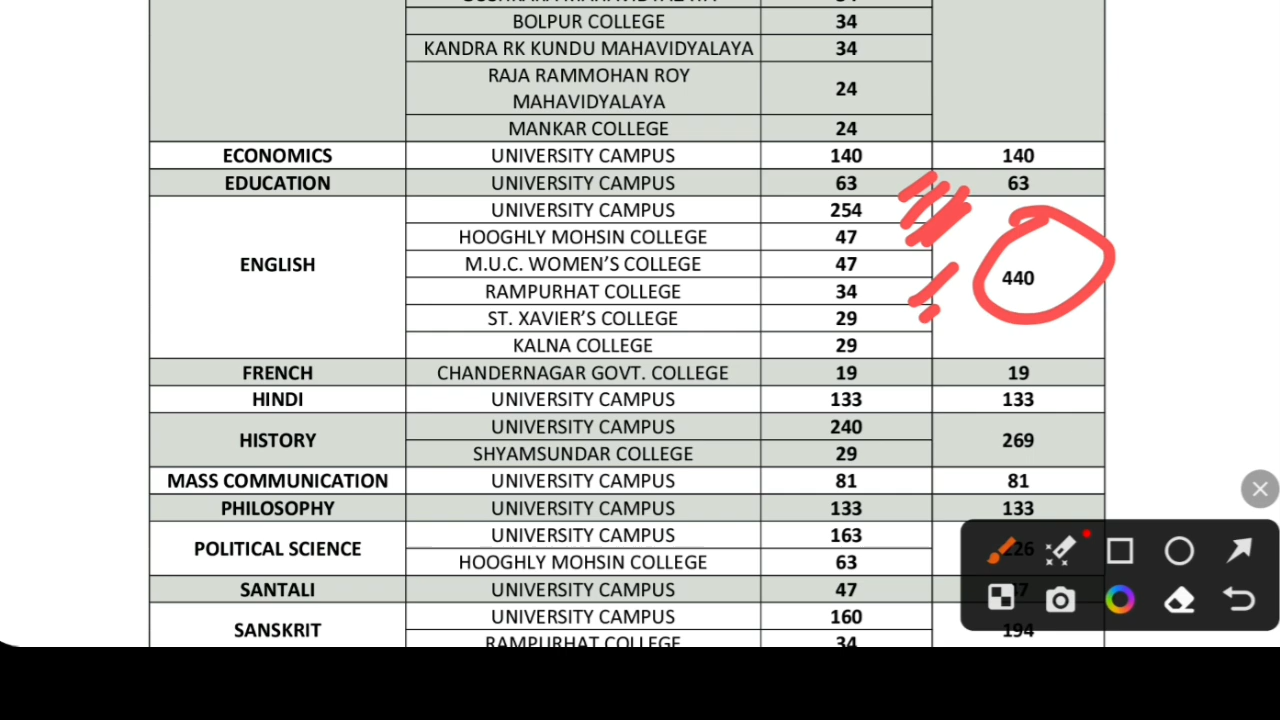 BOLPUR COLLEGE 34
KANDRA RK KUNDU MAHAVIDYALAYA 34
RAJA RAMMOHAN ROY
MAHAVIDYALAYA 24
MANKAR COLLEGE 24
ECONOMICS UNIVERSITY CAMPUS 140 140
EDUCATION UNIVERSITY CAMPUS 63 63
ENGLISH UNIVERSITY CAMPUS 254 440
HOOGHLY MOHSIN COLLEGE 47
M.U.C. WOMEN’S COLLEGE 47
RAMPURHAT COLLEGE 34
ST. XAVIER’S COLLEGE 29
KALNA COLLEGE 29
FRENCH CHANDERNAGAR GOVT. COLLEGE 19 19
HINDI UNIVERSITY CAMPUS 133 133
HISTORY UNIVERSITY CAMPUS 240 269
SHYAMSUNDAR COLLEGE 29
MASS COMMUNICATION UNIVERSITY CAMPUS 81 81
PHILOSOPHY UNIVERSITY CAMPUS 133 133
POLITICAL SCIENCE UNIVERSITY CAMPUS 163
HOOGHLY MOHSIN COLLEGE 63
SANTALI UNIVERSITY CAMPUS 47
SANSKRIT UNIVERSITY CAMPUS 160 194
RAMPURHAT COLLEGE 34